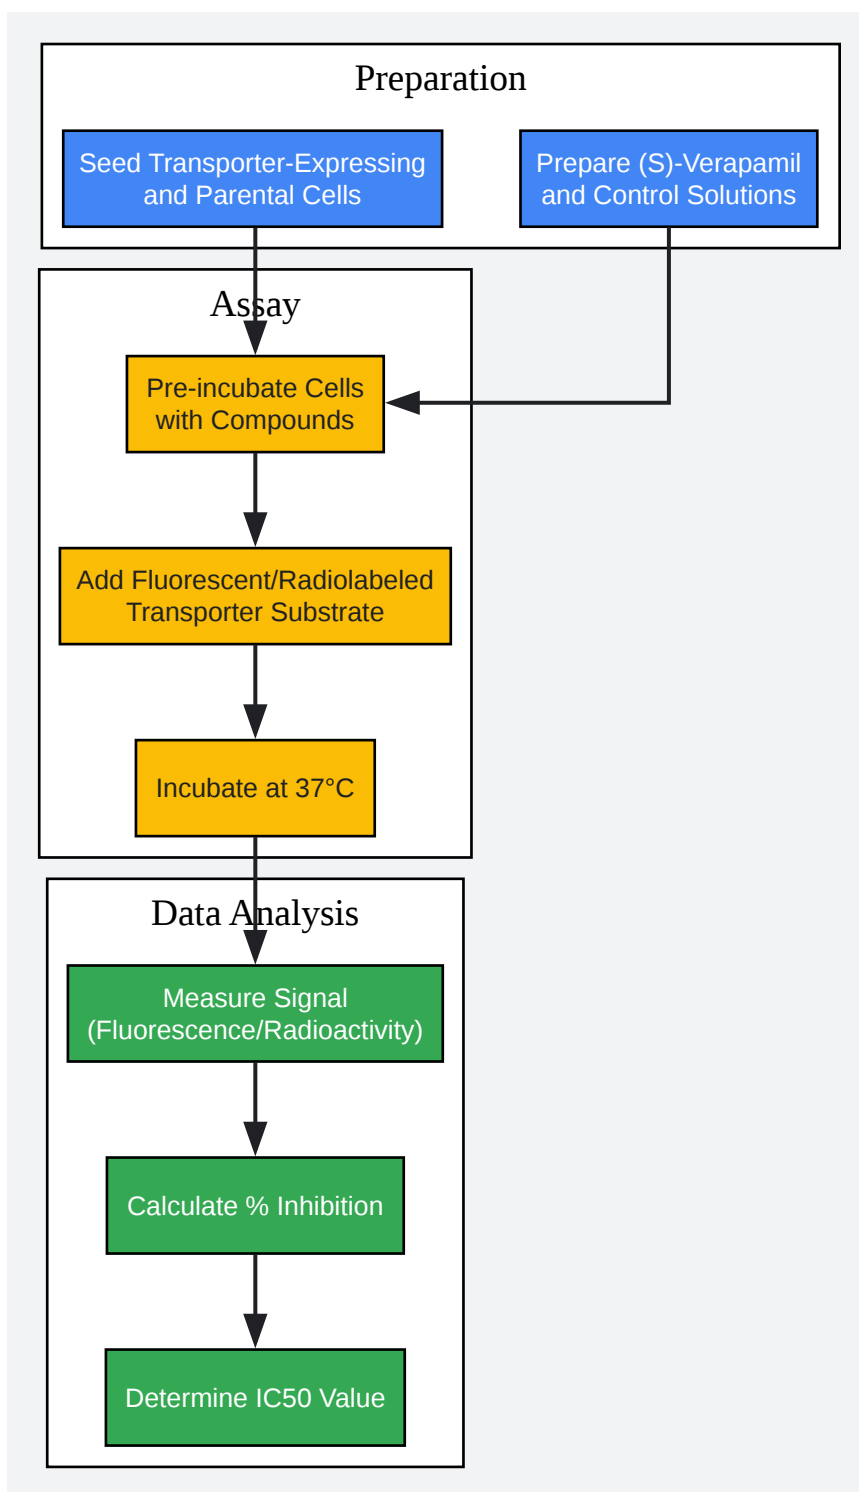 Preparation
Seed Transporter-Expressing
and Parental Cells
Prepare (S)-Verapamil
and Control Solutions
Assay
Pre-incubate Cells
with Compounds
Add Fluorescent/Radiolabeled
Transporter Substrate
Incubate at 37°C
Data Analysis
Measure Signal
(Fluorescence/Radioactivity)
Calculate % Inhibition
Determine IC50 Value